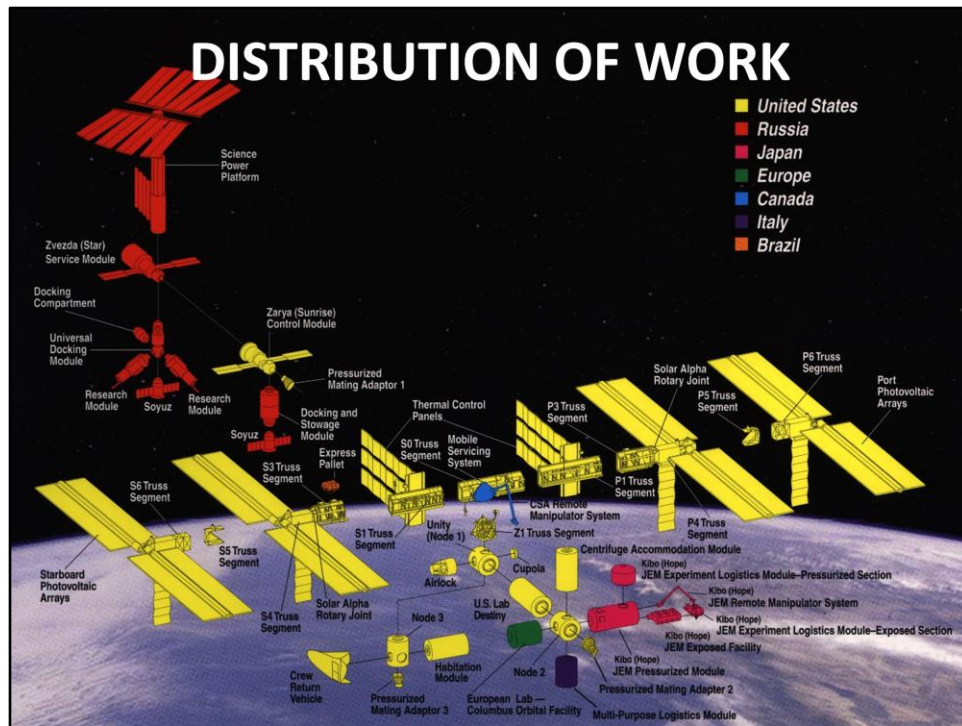 DISTRIBUTION OF WORK
United States
Russia
Japan
Europe
Canada
Italy
Brazil
Science
Power
Platform
Zvezda (Star)
Service Module
Docking
Compartment
Universal
Docking
Module
Research
Module
Soyuz
Research
Module
Zarya (Sunrise)
Control Module
Pressurized
Mating Adaptor 1
Docking and
Stowage
Module
Soyuz
Express
Pallet
Thermal Control
Panels
S0 Truss
Segment
Mobile
Servicing
System
P3 Truss
Segment
Solar Alpha
Rotary Joint
P5 Truss
Segment
P6 Truss
Segment
Port
Photovoltaic
Arrays
S6 Truss
Segment
S3 Truss
Segment
S5 Truss
Segment
Starboard
Photovoltaic
Arrays
S4 Truss
Segment
Solar Alpha
Rotary Joint
S1 Truss
Segment
Unity
(Node 1)
CSA Remote
Manipulator System
P1 Truss
Segment
P4 Truss
Segment
Z1 Truss Segment
Cupola
Airlock
Centrifuge Accommodation Module
U.S. Lab
Destiny
Kibo (Hope)
JEM Experiment Logistics Module–Pressurized Section
Kibo (Hope)
JEM Remote Manipulator System
Kibo (Hope)
JEM Experiment Logistics Module–Exposed Section
Kibo (Hope)
JEM Exposed Facility
Kibo (Hope)
JEM Pressurized Module
Node 3
Habitation
Module
Crew
Return
Vehicle
Pressurized
Mating Adaptor 3
Node 2
European Lab —
Columbus Orbital Facility
Pressurized Mating Adapter 2
Multi-Purpose Logistics Module